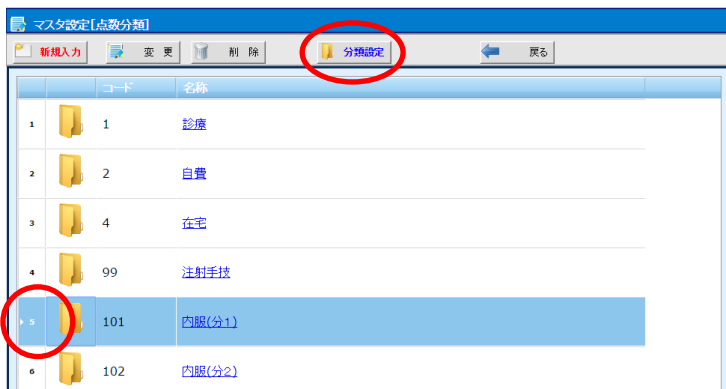 マスタ設定[点数分類]
新規入力 変 更 削 除 分類設定 戻る
コード 名称
1 1 診療
2 2 自費
3 4 在宅
4 99 注射手技
5 101 内服(分1)
6 102 内服(分2)